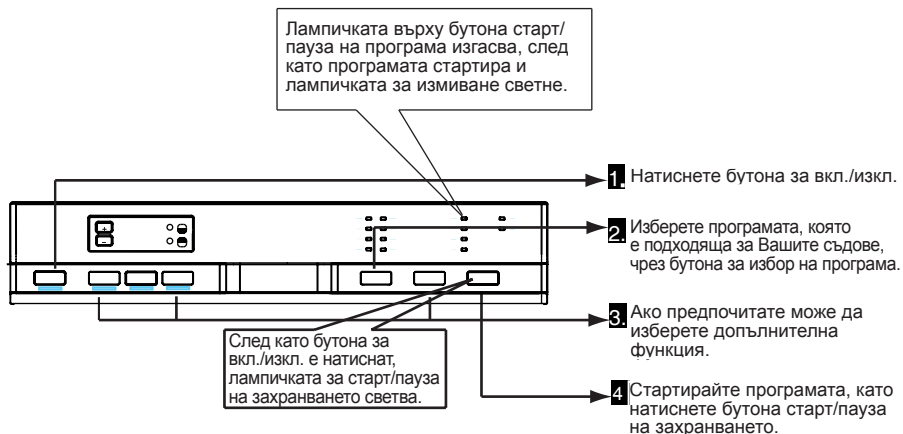 Лампичката върху бутона старт/
пауза на програма изгасва, след
като програмата стартира и
лампичката за измиване светне.
1. Натиснете бутона за вкл./изкл.
2. Изберете програмата, която
е подходяща за Вашите съдове,
чрез бутона за избор на програма.
3. Ако предпочитате може да
изберете допълнителна
функция.
След като бутона за
вкл./изкл. е натиснат,
лампичката за старт/пауза
на захранването светва.
4 Стартирайте програмата, като
натиснете бутона старт/пауза
на захранването.